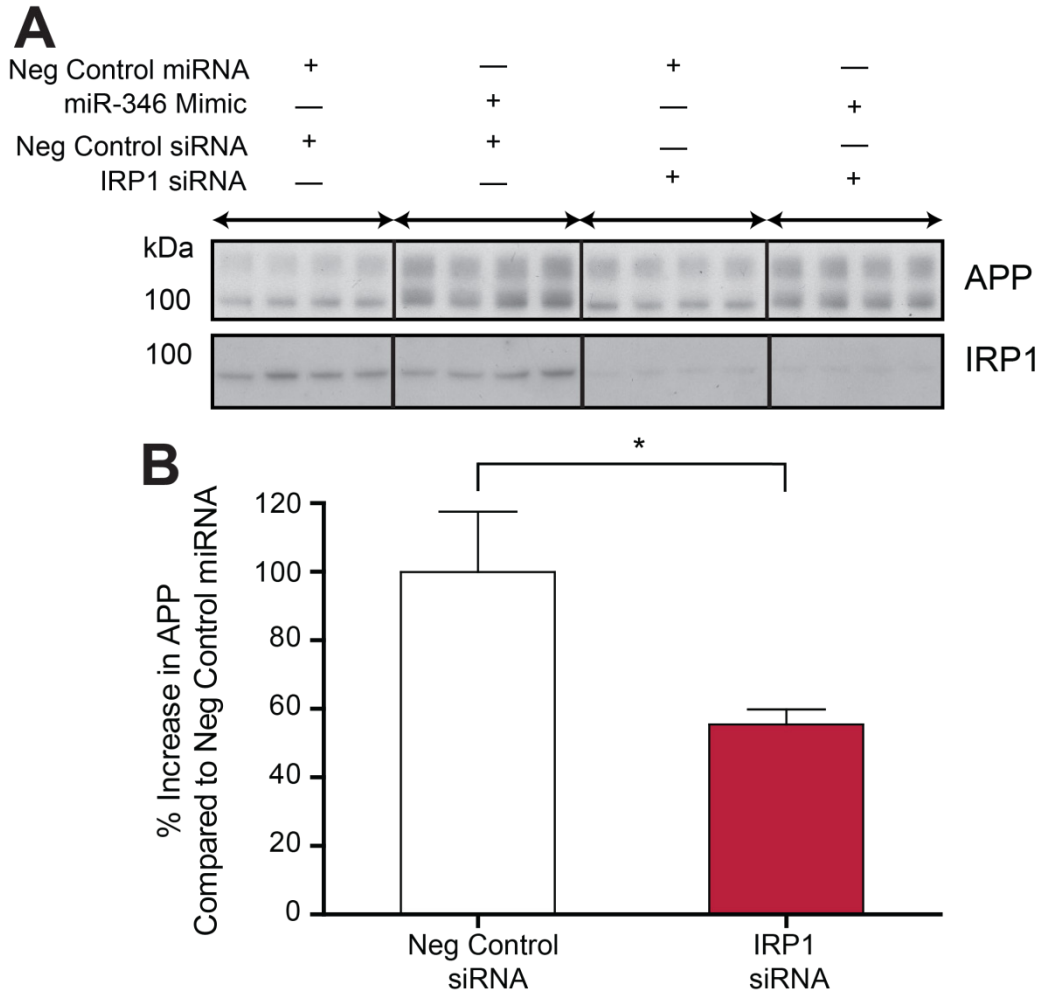 A
Neg Control miRNA + — + —
miR-346 Mimic — + — +
Neg Control siRNA + + — —
IRP1 siRNA — — + +
kDa
100
APP
100
IRP1
B
*
% Increase in APP
Compared to Neg Control miRNA
120
100
80
60
40
20
0
Neg Control
siRNA
IRP1
siRNA